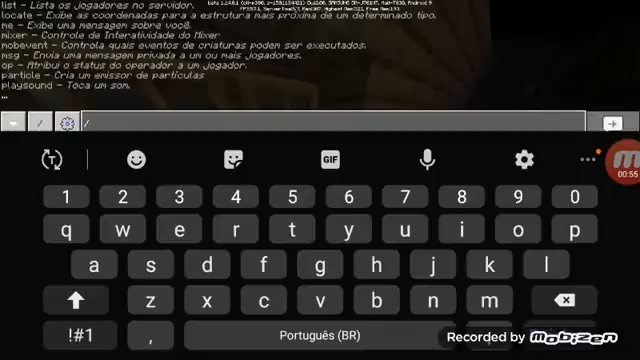 list - Lista os jogadores no servidor.
locate - Exibe as coordenadas para a estrutura mais próxima de um determinado tipo.
me - Exibe uma mensagem sobre você.
mixer - Controle de Interatividade do Mixer
mobevent - Controla quais eventos de criaturas podem ser executados.
msg - Envia uma mensagem privada a um ou mais jogadores.
op - Atribui o status do operador a um jogador.
particle - Cria um emissor de partículas
playsound - Toca um som.
...
/ /
GIF
00:55
1 2 3 4 5 6 7 8 9 0
q w e r t y u i o p
a s d f g h j k l
z x c v b n m
!#1 , Português (BR)
Recorded by Mobizen